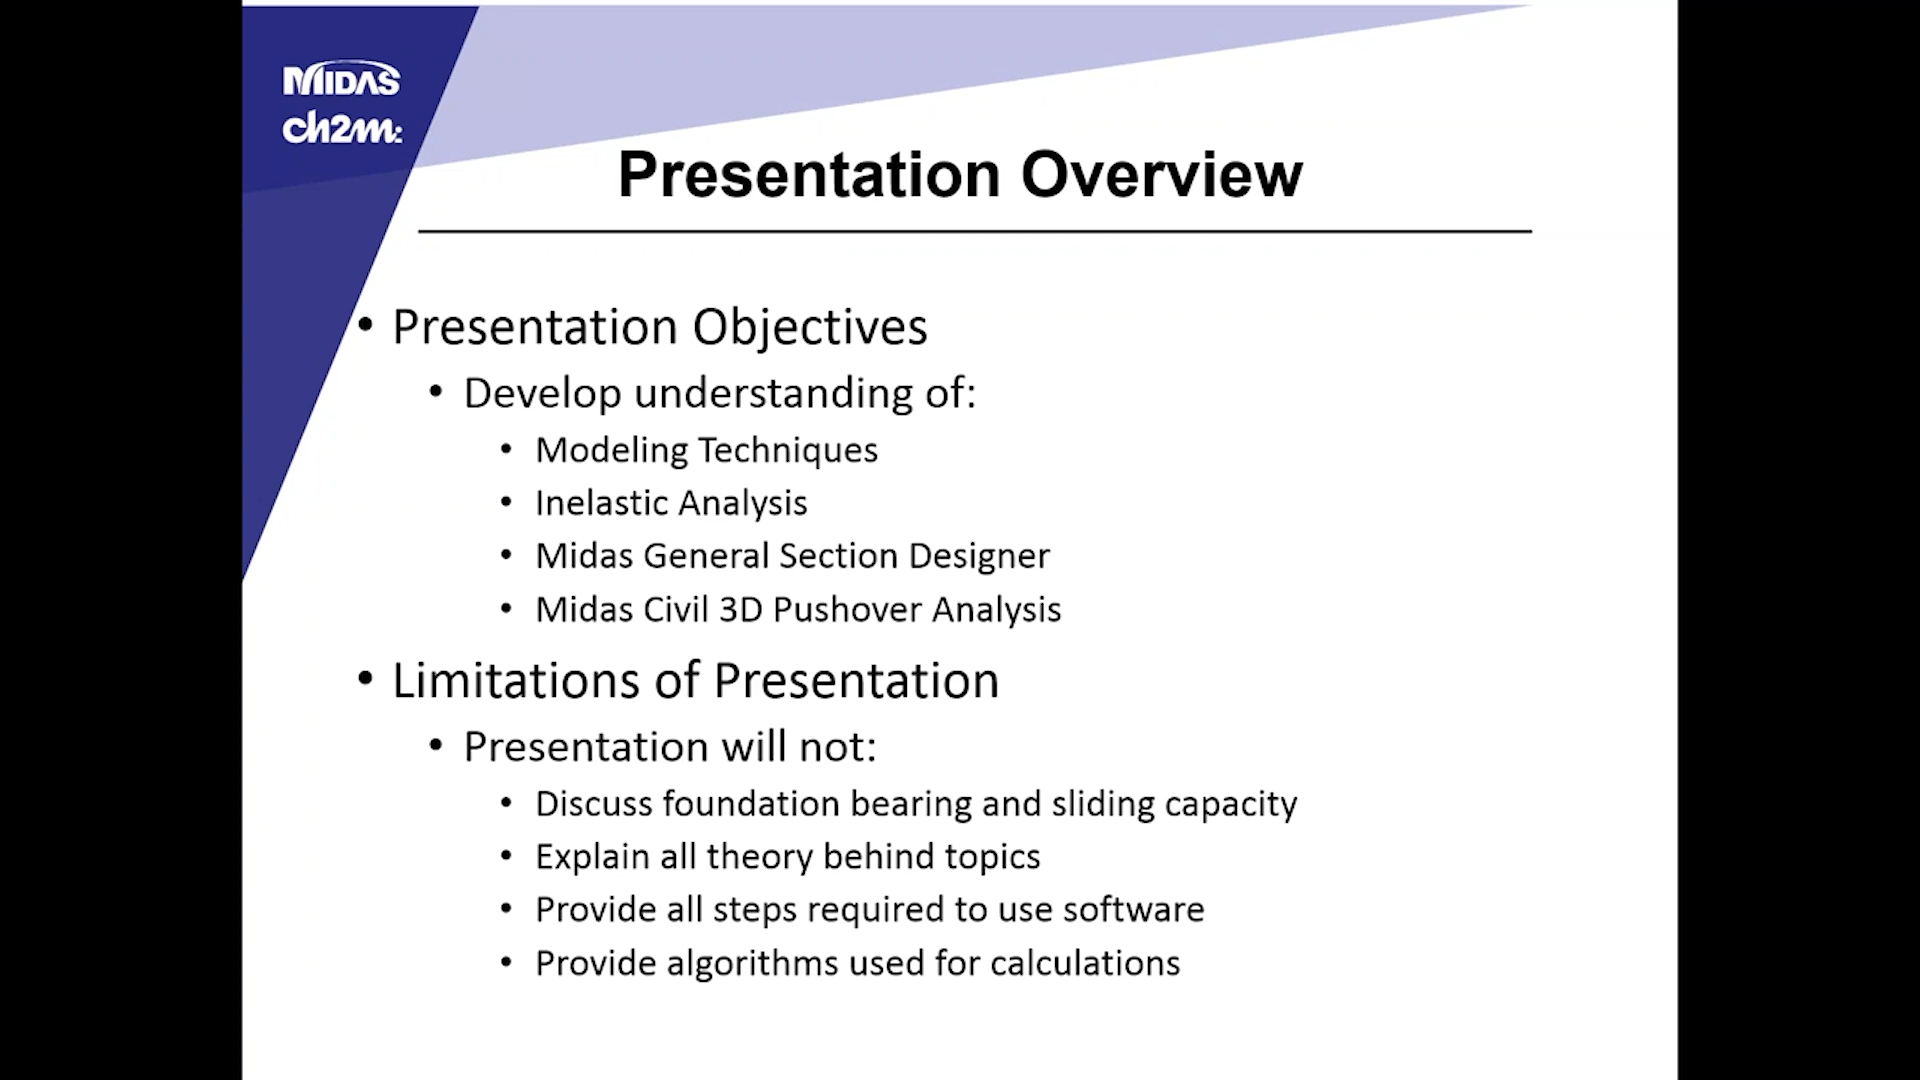 MIDAS
ch2m:
Presentation Overview
• Presentation Objectives
• Develop understanding of:
• Modeling Techniques
• Inelastic Analysis
• Midas General Section Designer
• Midas Civil 3D Pushover Analysis
• Limitations of Presentation
• Presentation will not:
• Discuss foundation bearing and sliding capacity
• Explain all theory behind topics
• Provide all steps required to use software
• Provide algorithms used for calculations